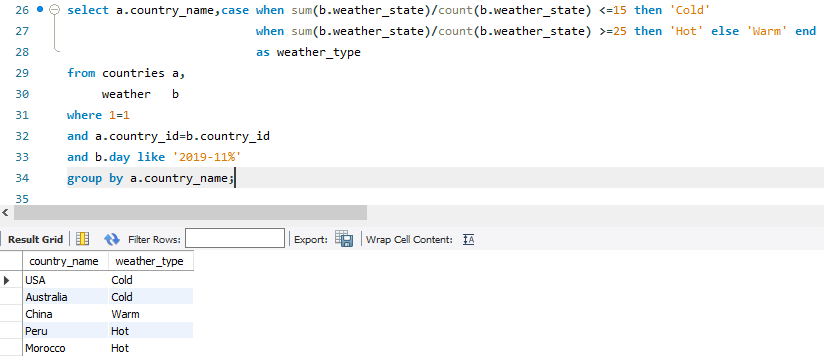 26 select a.country_name,case when sum(b.weather_state)/count(b.weather_state) <=15 then 'Cold'
27 when sum(b.weather_state)/count(b.weather_state) >=25 then 'Hot' else 'Warm' end
28 as weather_type
29 from countries a,
30 weather b
31 where 1=1
32 and a.country_id=b.country_id
33 and b.day like '2019-11%'
34 group by a.country_name;
35
Result Grid Filter Rows: Export: Wrap Cell Content: IA
country_name weather_type
USA Cold
Australia Cold
China Warm
Peru Hot
Morocco Hot